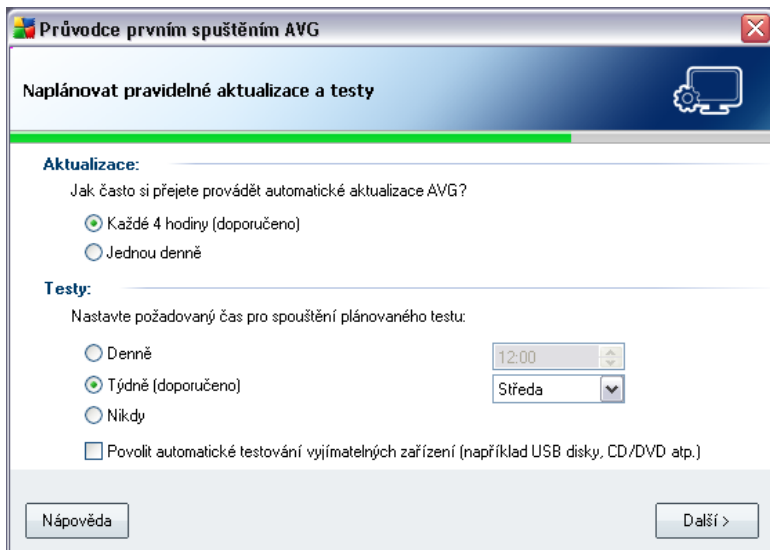 Průvodce prvním spuštěním AVG
Naplánovat pravidelné aktualizace a testy
Aktualizace:
Jak často si přejete provádět automatické aktualizace AVG?
Každé 4 hodiny (doporučeno)
Jednou denně
Testy:
Nastavte požadovaný čas pro spouštění plánovaného testu:
Denně 12:00
Týdně (doporučeno) Středa
Nikdy
Povolit automatické testování vyjímatelných zařízení (například USB disky, CD/DVD atp.)
Nápověda Další >